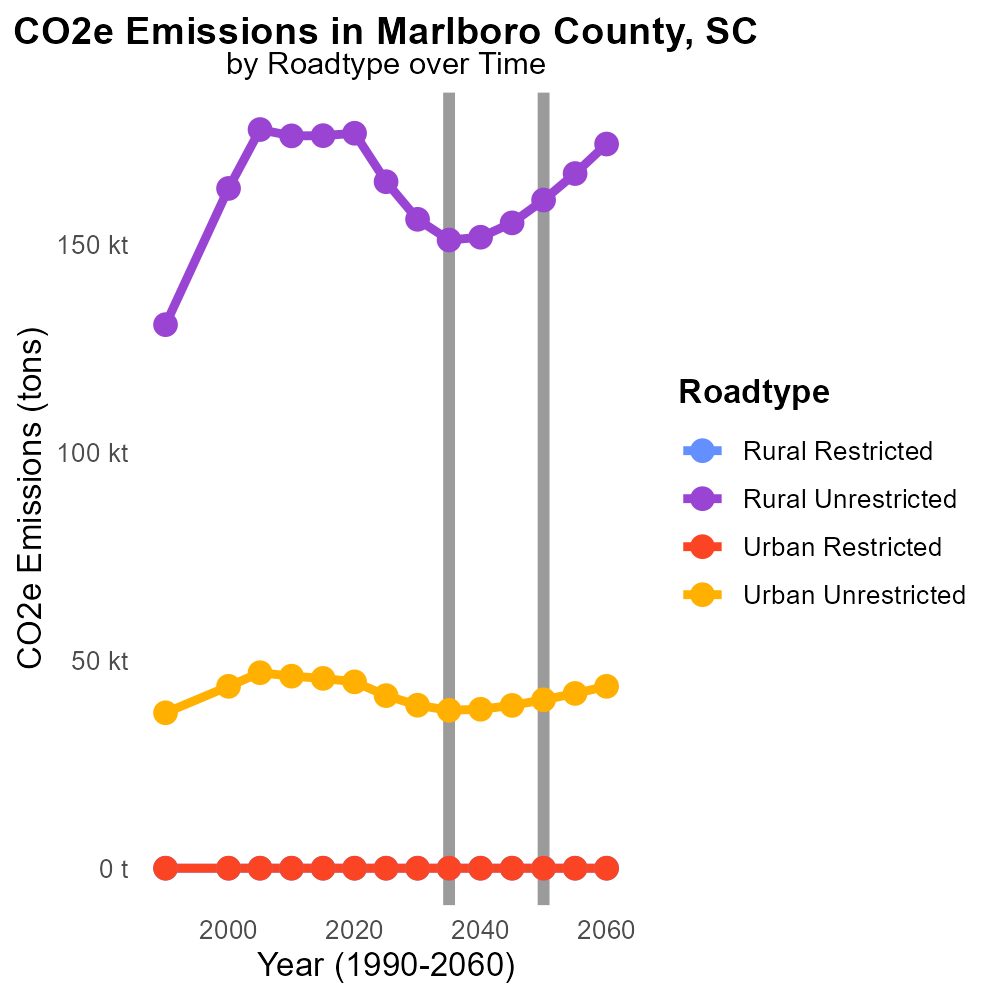 CO2e Emissions in Marlboro County, SC
by Roadtype over Time
CO2e Emissions (tons)
150 kt
100 kt
50 kt
0 t
2000
2020
2040
2060
Year (1990-2060)
Roadtype
Rural Restricted
Rural Unrestricted
Urban Restricted
Urban Unrestricted